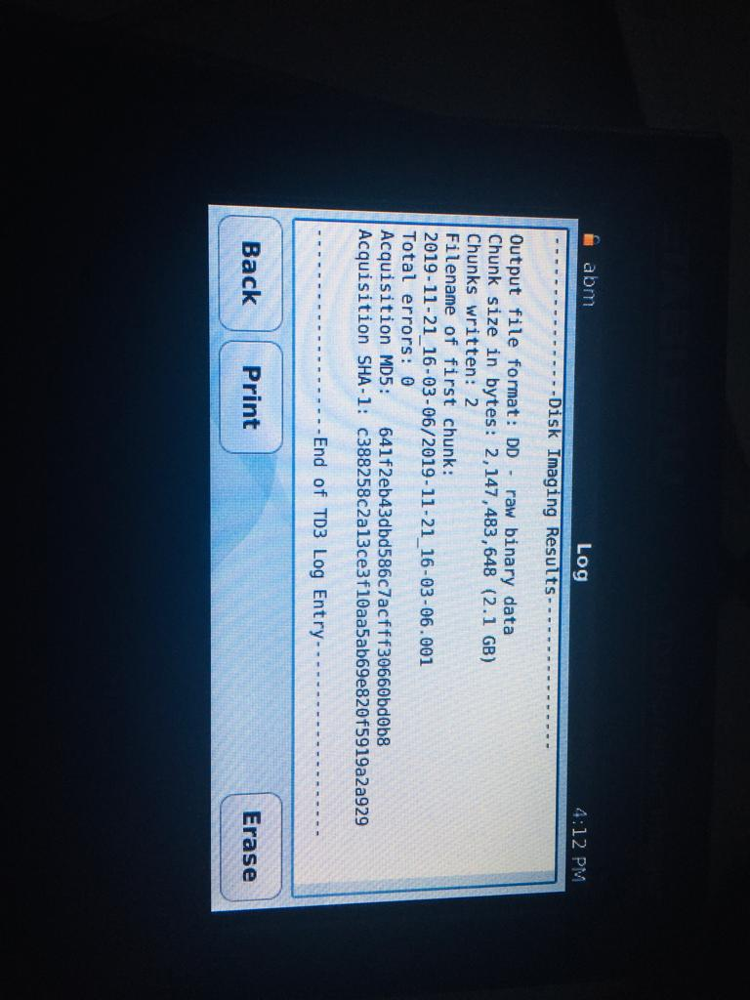 abm Log 4:12 PM
------------------Disk Imaging Results------------------
Output file format: DD - raw binary data
Chunk size in bytes: 2,147,483,648 (2.1 GB)
Chunks written: 2
Filename of first chunk:
2019-11-21_16-03-06/2019-11-21_16-03-06.001
Total errors: 0
Acquisition MD5: 641f2eb43dbd586c7acfff30660bd0b8
Acquisition SHA-1: c388258c2a13ce3f10aa5ab69e820f5919a2a929
----------------------End of TD3 Log Entry----------------------
Back Print Erase